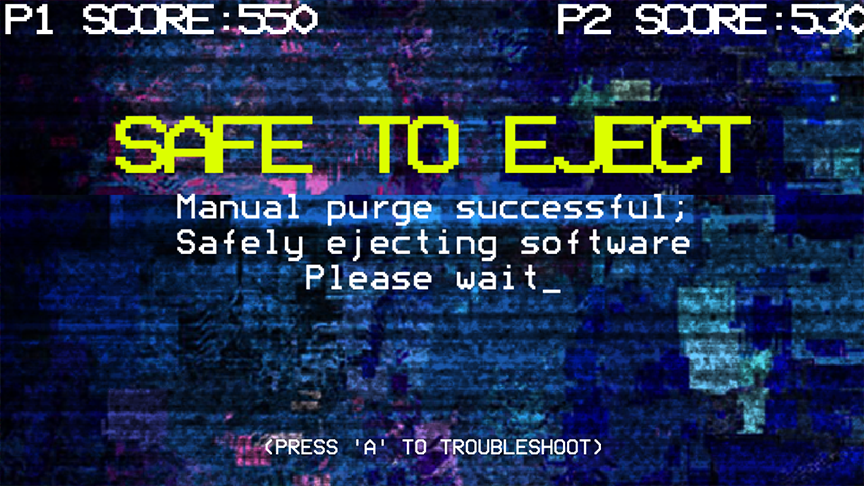 P1 SCORE:550
P2 SCORE:530
SAFE TO EJECT
Manual purge successful;
Safely ejecting software
Please wait_
(PRESS 'A' TO TROUBLESHOOT)